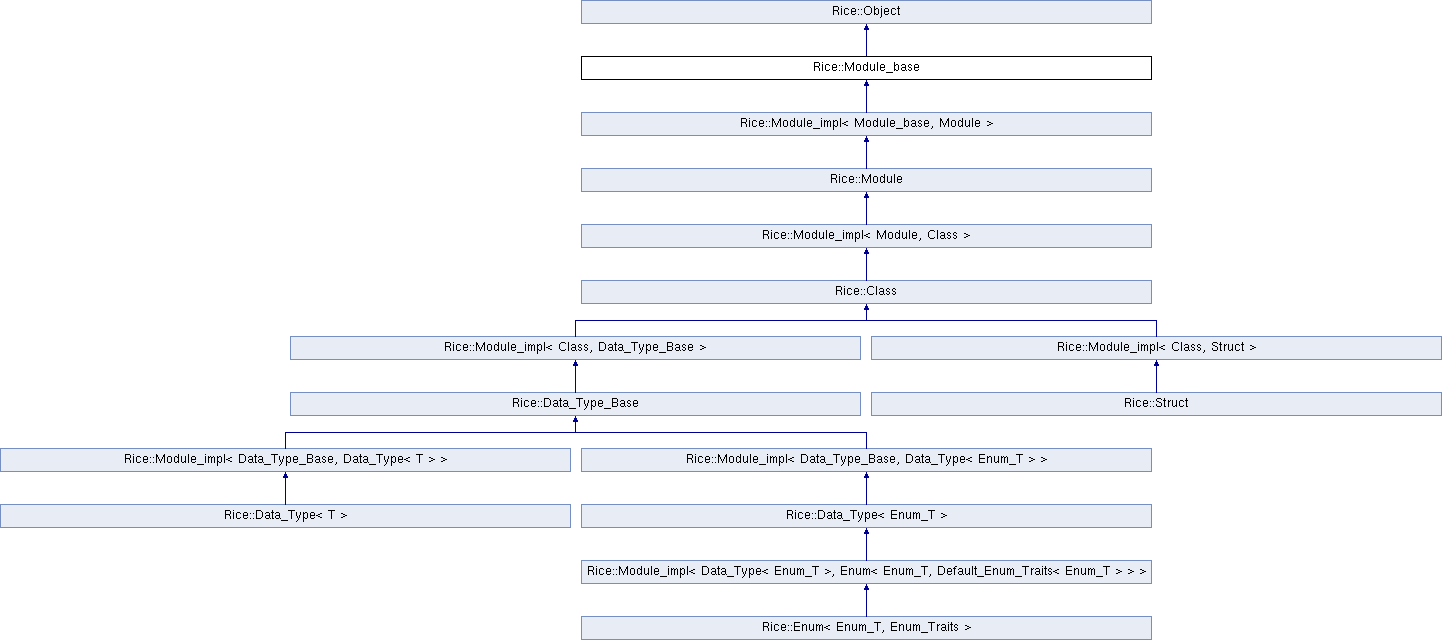 Rice::Object
Rice::Module_base
Rice::Module_impl< Module_base, Module >
Rice::Module
Rice::Module_impl< Module, Class >
Rice::Class
Rice::Module_impl< Class, Data_Type_Base >
Rice::Module_impl< Class, Struct >
Rice::Data_Type_Base
Rice::Struct
Rice::Module_impl< Data_Type_Base, Data_Type< T > >
Rice::Module_impl< Data_Type_Base, Data_Type< Enum_T > >
Rice::Data_Type< T >
Rice::Data_Type< Enum_T >
Rice::Module_impl< Data_Type< Enum_T >, Enum< Enum_T, Default_Enum_Traits< Enum_T > > >
Rice::Enum< Enum_T, Enum_Traits >